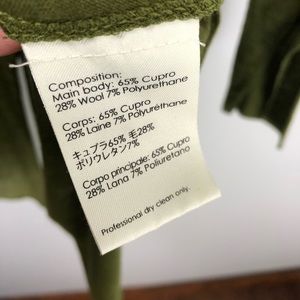 Composition:
Main body: 65% Cupro
28% Wool 7% Polyurethane
Corps: 65% Cupro
28% Laine 7% Polyuréthane
キュプラ65% 毛28%
ポリウレタン7%
Corpo principale: 65% Cupro
28% Lana 7% Poliuretano
Professional dry clean only.